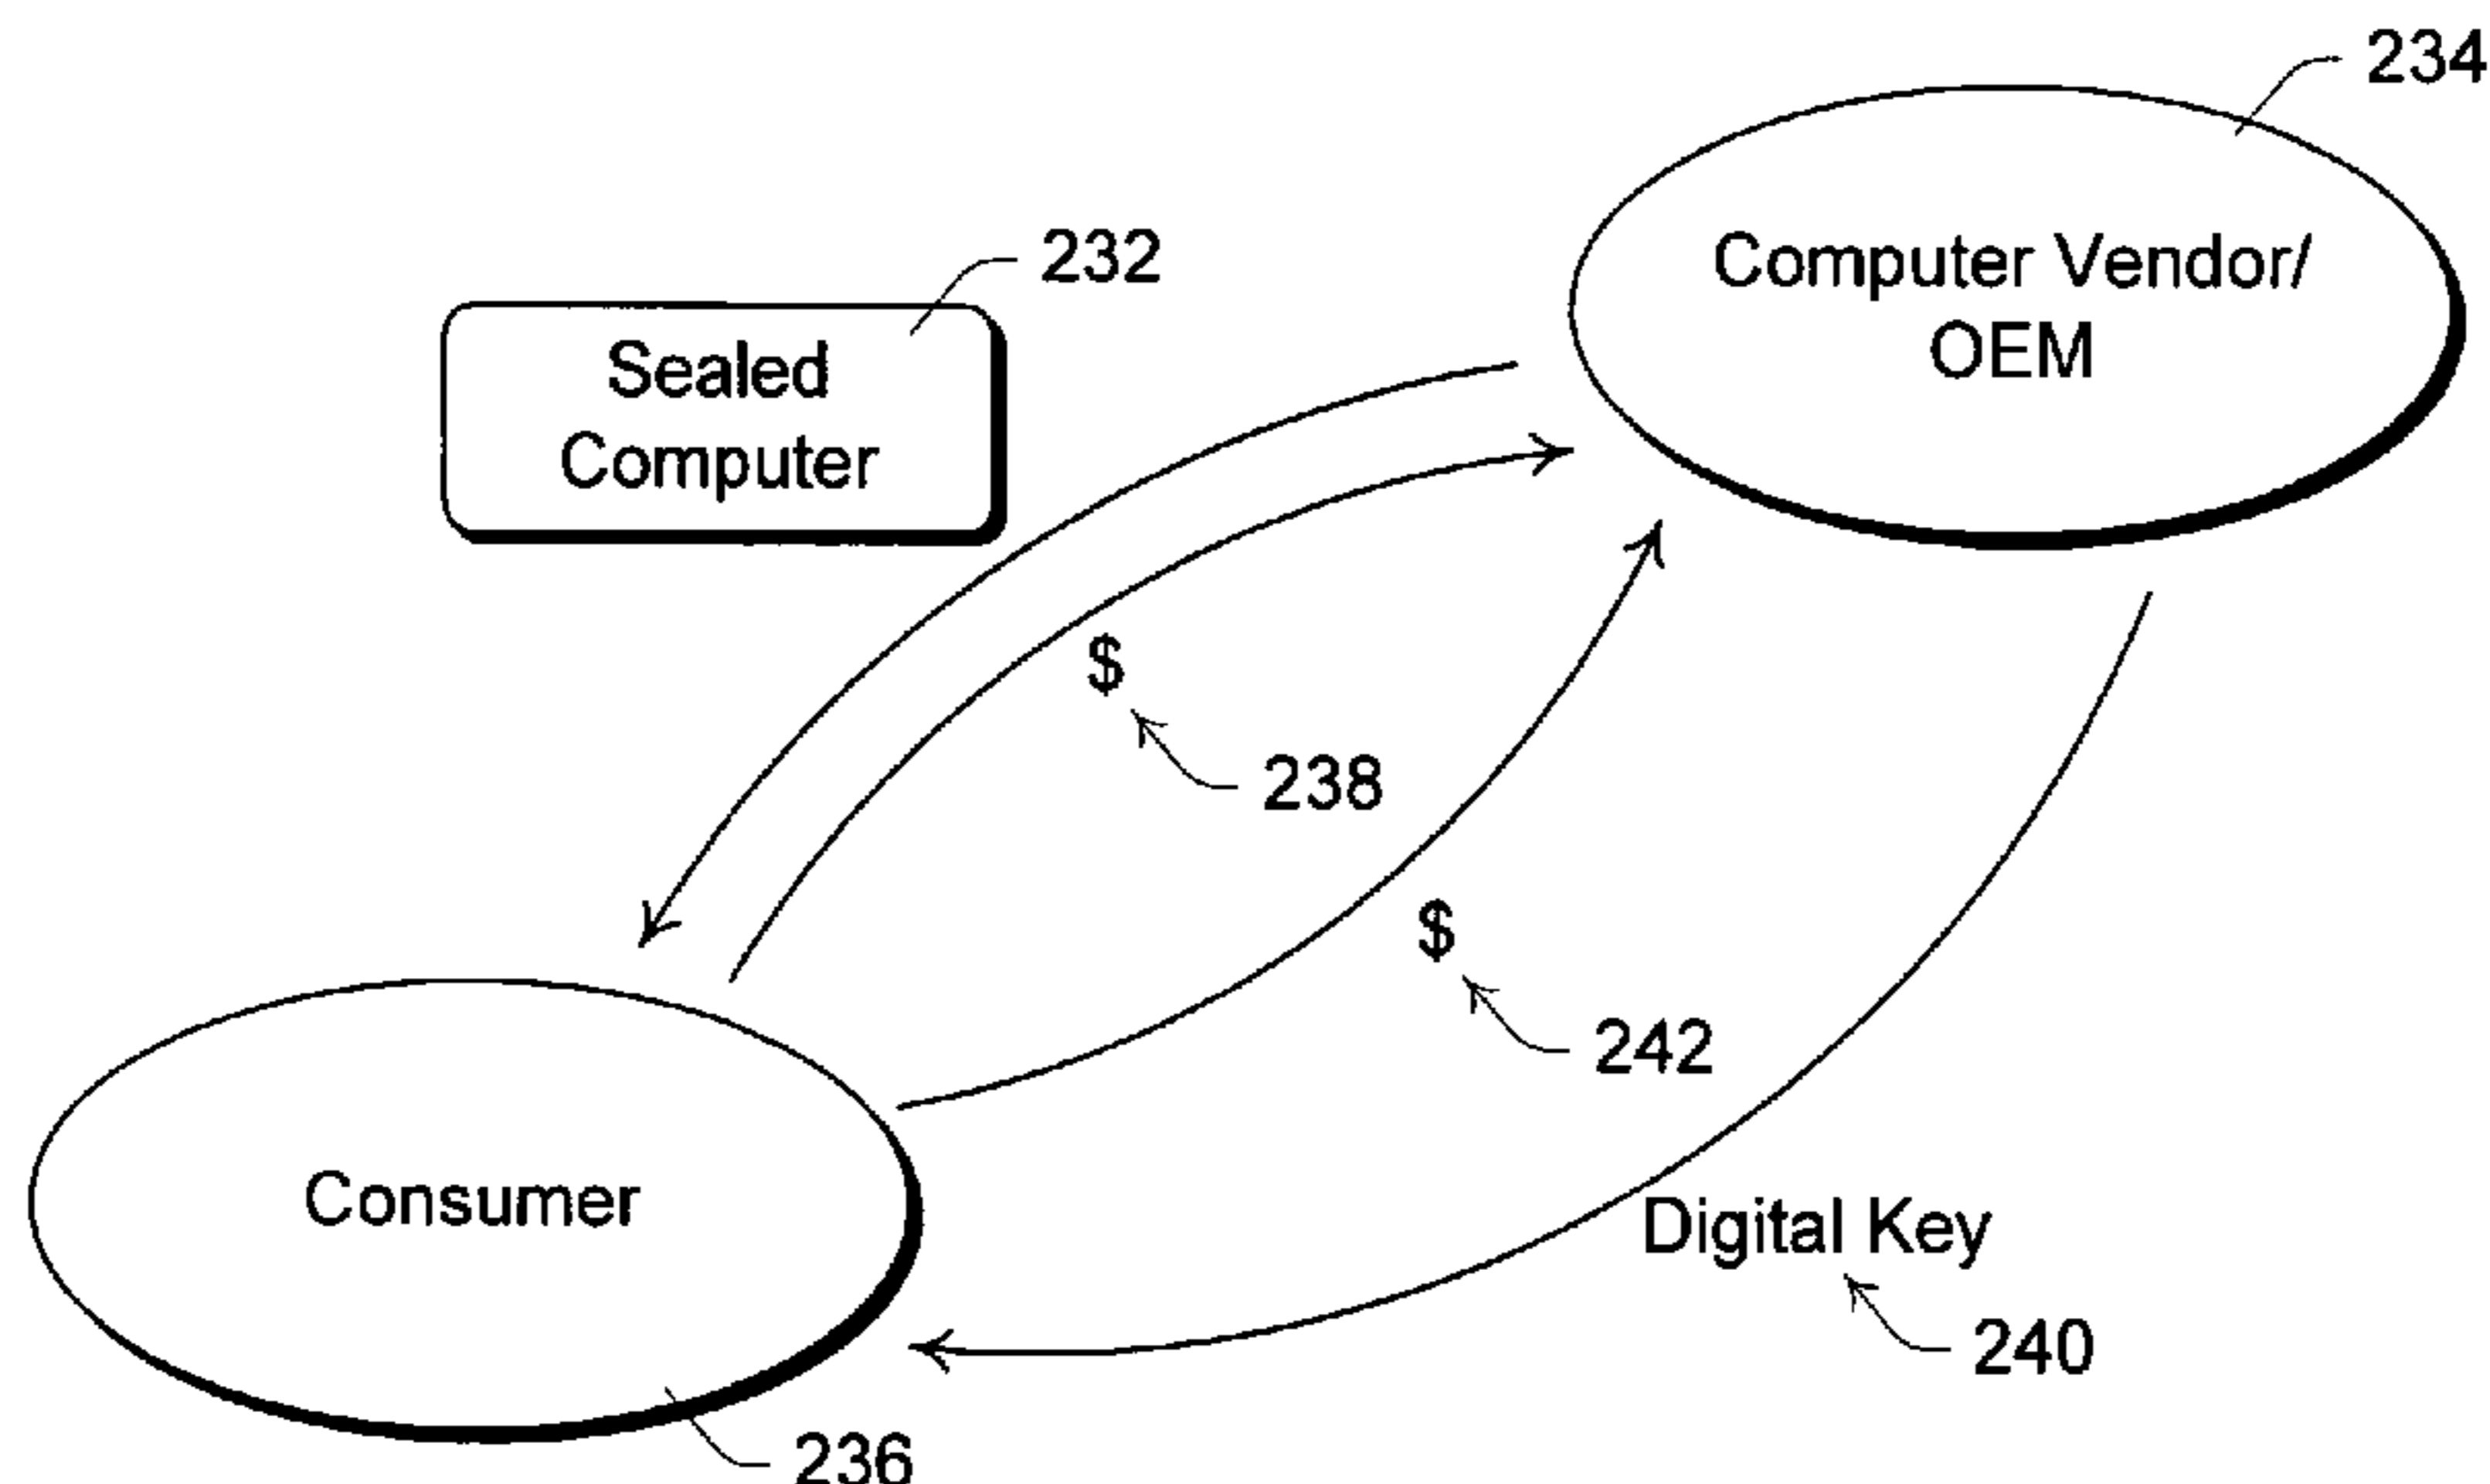 234
232
Computer Vendor/
OEM
Sealed
Computer
$
238
$
242
Consumer
Digital Key
240
236